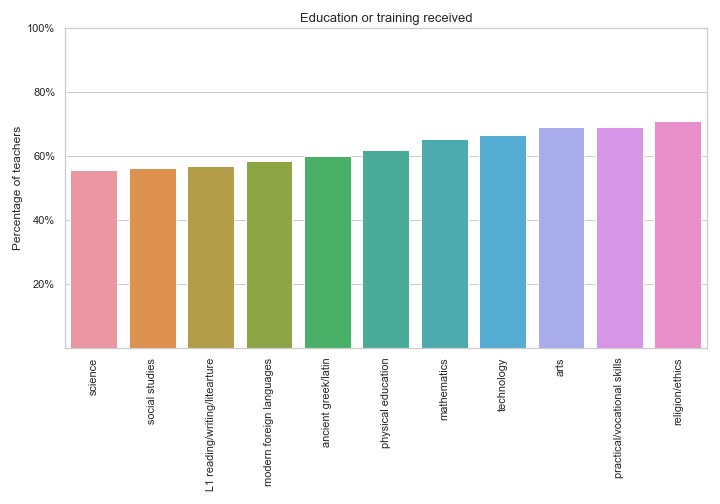 Education or training received
100%
80%
60%
40%
20%
Percentage of teachers
science
social studies
L1 reading/writing/litearture
modern foreign languages
ancient greek/latin
physical education
mathematics
technology
arts
practical/vocational skills
religion/ethics